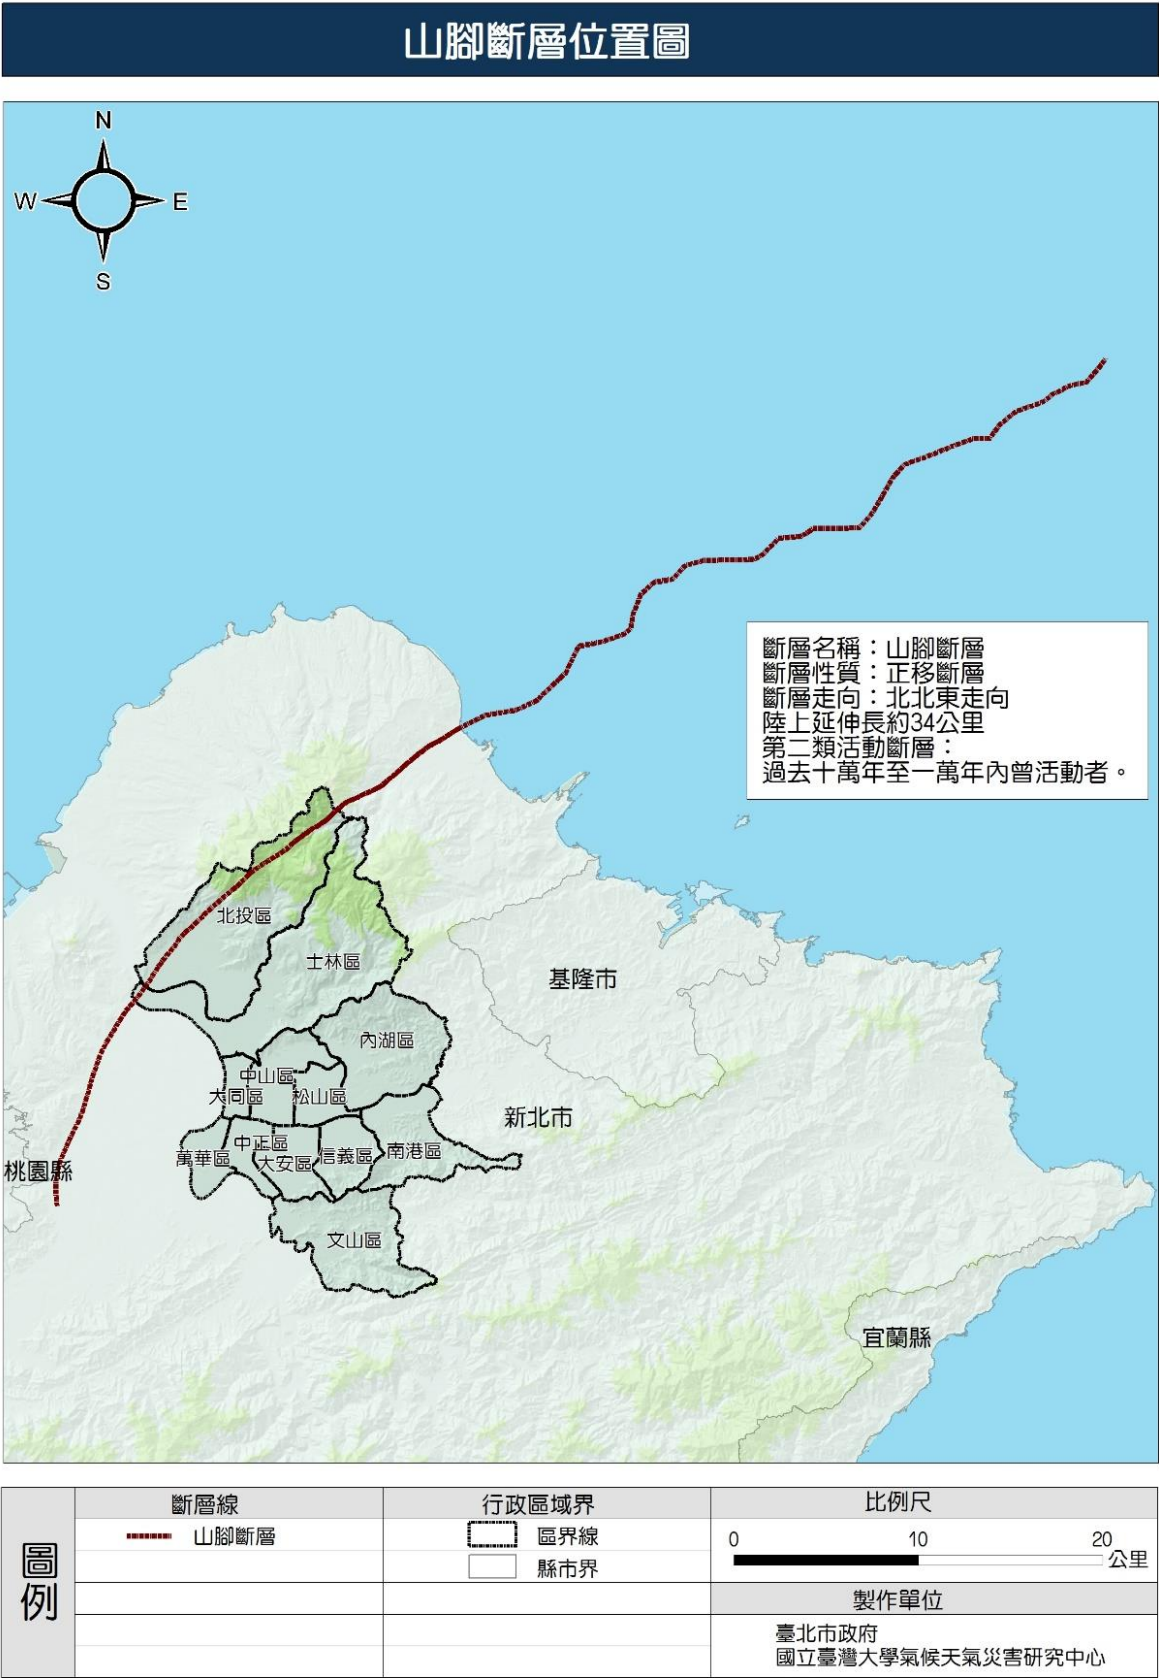 山腳斷層位置圖
N
W
E
S
斷層名稱：山腳斷層
斷層性質：正移斷層
斷層走向：北北東走向
陸上延伸長約34公里
第二類活動斷層：
過去十萬年至一萬年內曾活動者。
北投區
士林區
基隆市
內湖區
中山區
大同區
松山區
新北市
中正區
萬華區
大安區
信義區
南港區
桃園縣
文山區
宜蘭縣
圖例
斷層線
山腳斷層
行政區域界
區界線
縣市界
比例尺
0 10 20
公里
製作單位
臺北市政府
國立臺灣大學氣候天氣災害研究中心